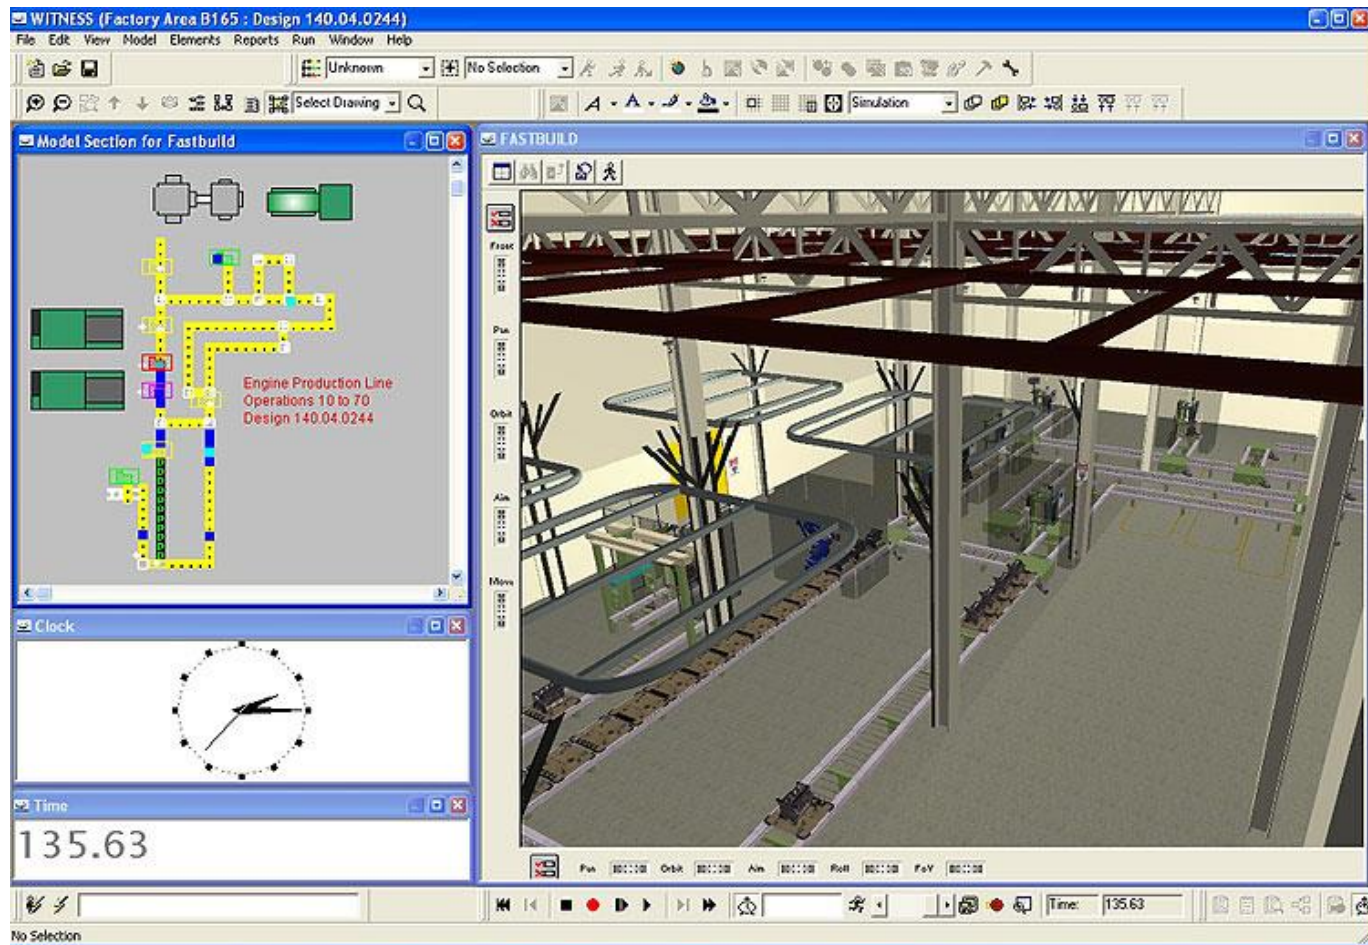 WITNESS (Factory Area B165 : Design 140.04.0244)
File Edit View Model Elements Reports Run Window Help
Unknown
No Selection
Select Drawing
Simulation
Model Section for Fastbuild
Engine Production Line
Operations 10 to 70
Design 140.04.0244
Clock
Time
135.63
FASTBUILD
Front
Pan
Orbit
Aim
Move
Pan Orbit Aim Roll FoV
Time: 135.63
No Selection